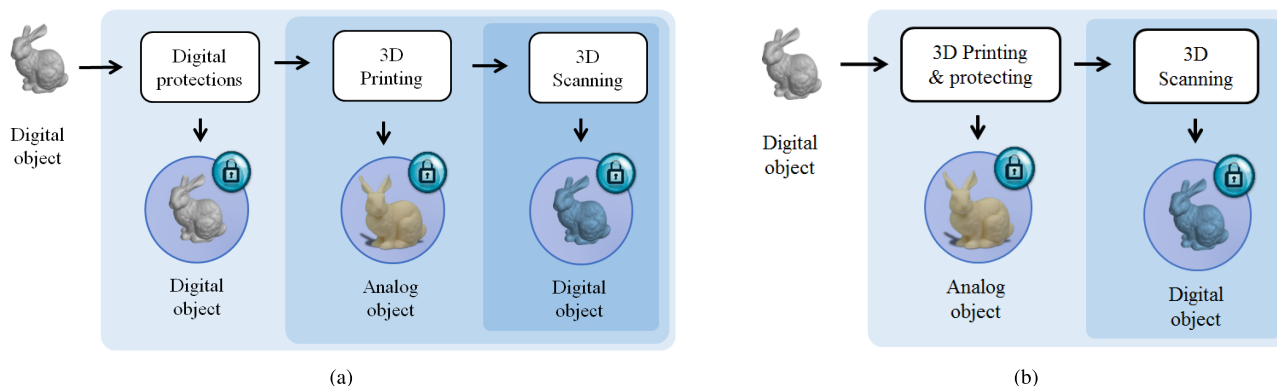 Digital
object
Digital
protections
3D
Printing
3D
Scanning
Digital
object
Analog
object
Digital
object
(a)
Digital
object
3D Printing
& protecting
3D
Scanning
Analog
object
Digital
object
(b)